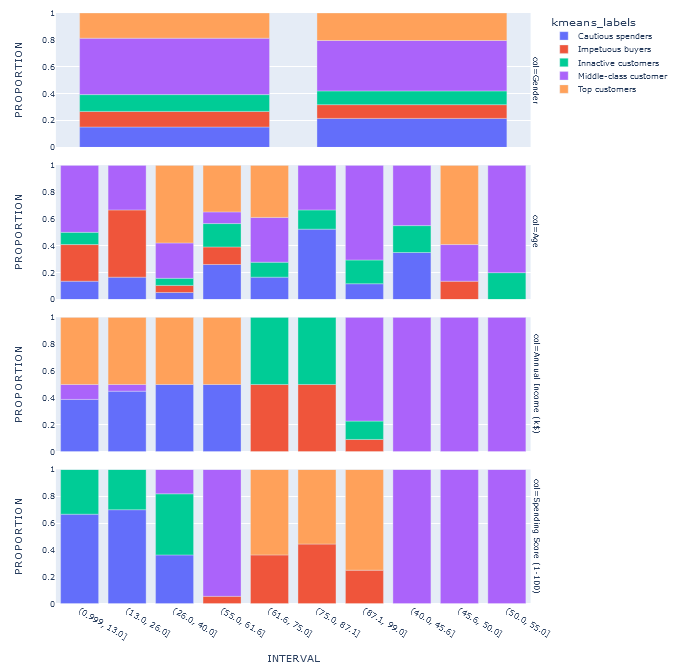 kmeans_labels
Cautious spenders
Impetuous buyers
Innactive customers
Middle-class customer
Top customers
1
0.8
0.6
0.4
0.2
0
PROPORTION
col=Gender
1
0.8
0.6
0.4
0.2
0
PROPORTION
col=Age
1
0.8
0.6
0.4
0.2
0
PROPORTION
col=Annual Income (k$)
1
0.8
0.6
0.4
0.2
0
PROPORTION
col=Spending Score (1-100)
(0.999, 13.0]
(13.0, 26.0]
(26.0, 40.0]
(55.0, 61.6]
(61.6, 75.0]
(75.0, 87.1]
(87.1, 99.0]
(40.0, 45.6]
(45.6, 50.0]
(50.0, 55.0]
INTERVAL